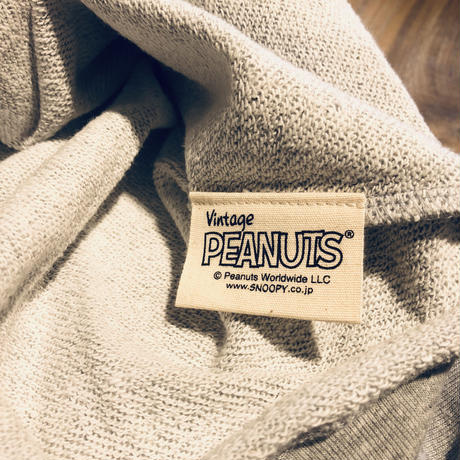 Vintage
PEANUTS®
© Peanuts Worldwide LLC
www.SNOOPY.co.jp